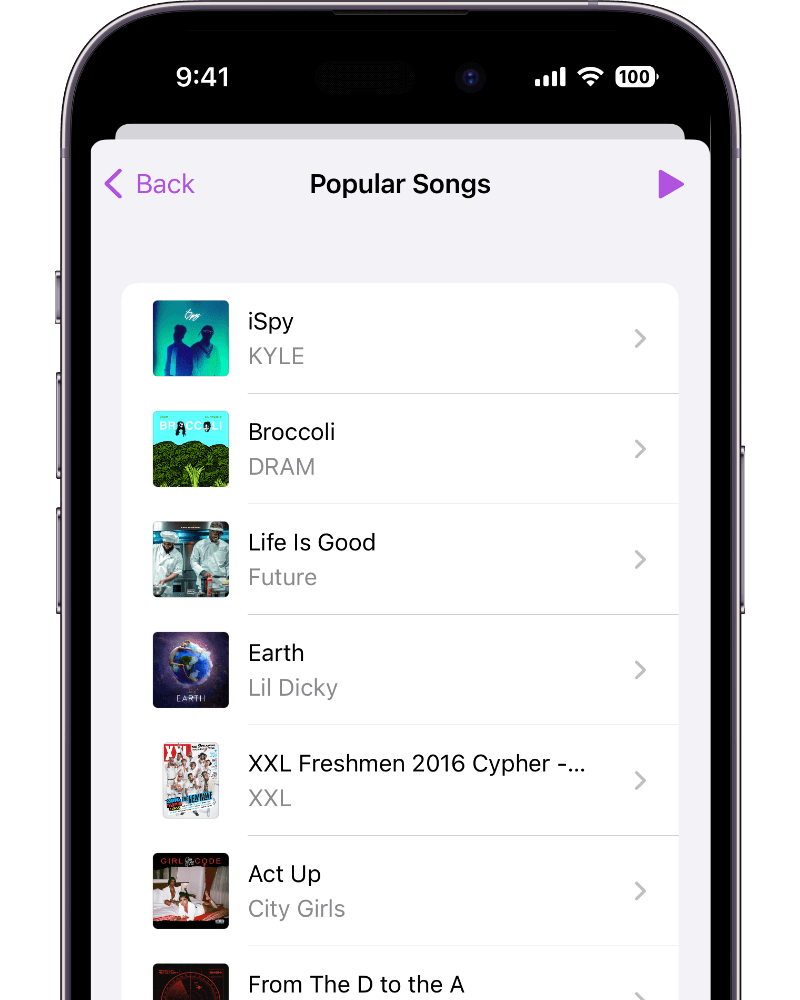 9:41
100
Back
Popular Songs
iSpy
KYLE
BROCCOLI
Broccoli
DRAM
Life Is Good
Future
EARTH
Earth
Lil Dicky
XXL
XXL Freshmen 2016 Cypher -...
XXL
GIRL CODE
Act Up
City Girls
From The D to the A